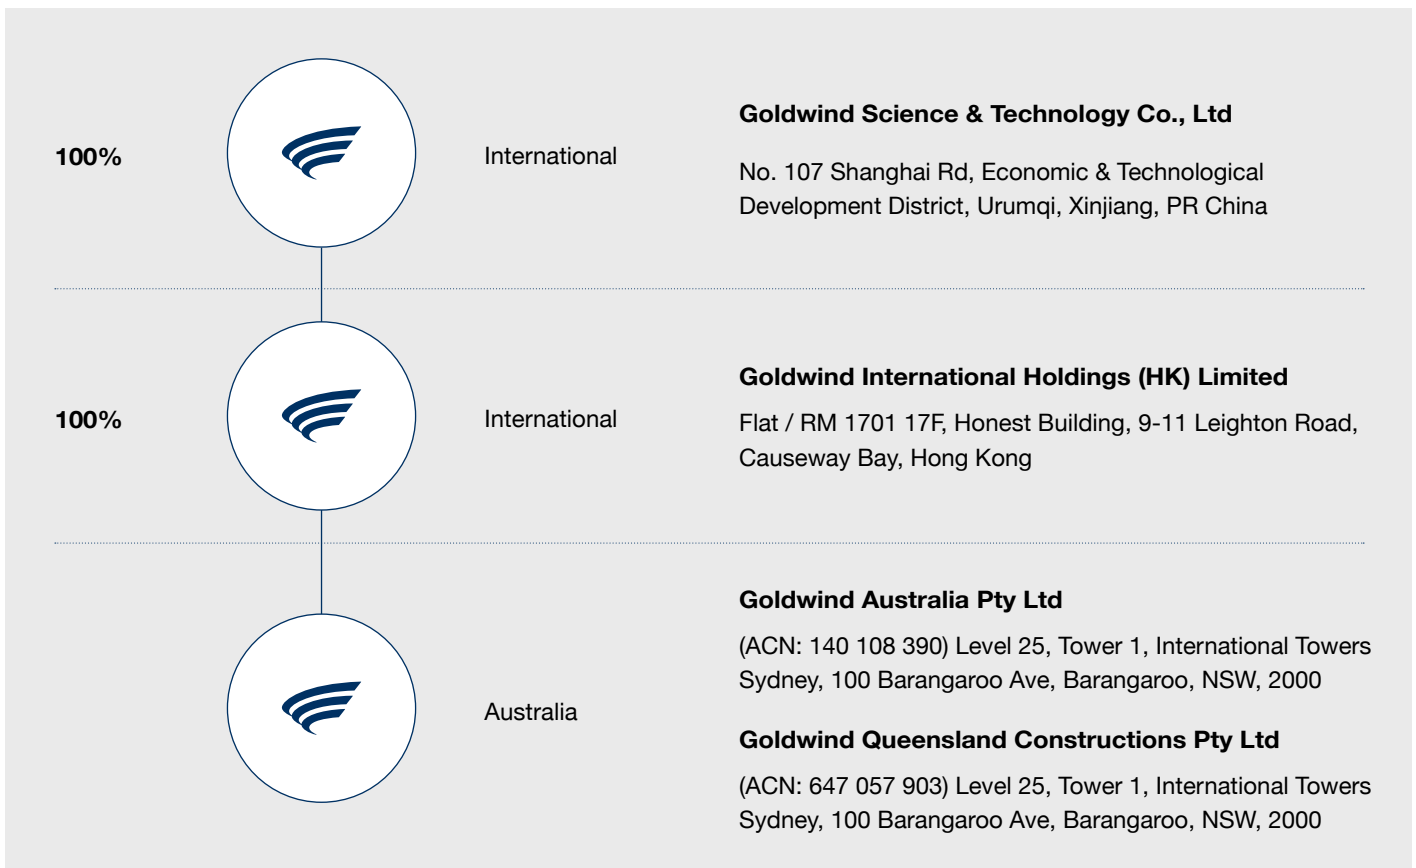 100%
International
Goldwind Science & Technology Co., Ltd
No. 107 Shanghai Rd, Economic & Technological
Development District, Urumqi, Xinjiang, PR China
100%
International
Goldwind International Holdings (HK) Limited
Flat / RM 1701 17F, Honest Building, 9-11 Leighton Road,
Causeway Bay, Hong Kong
Australia
Goldwind Australia Pty Ltd
(ACN: 140 108 390) Level 25, Tower 1, International Towers
Sydney, 100 Barangaroo Ave, Barangaroo, NSW, 2000
Goldwind Queensland Constructions Pty Ltd
(ACN: 647 057 903) Level 25, Tower 1, International Towers
Sydney, 100 Barangaroo Ave, Barangaroo, NSW, 2000